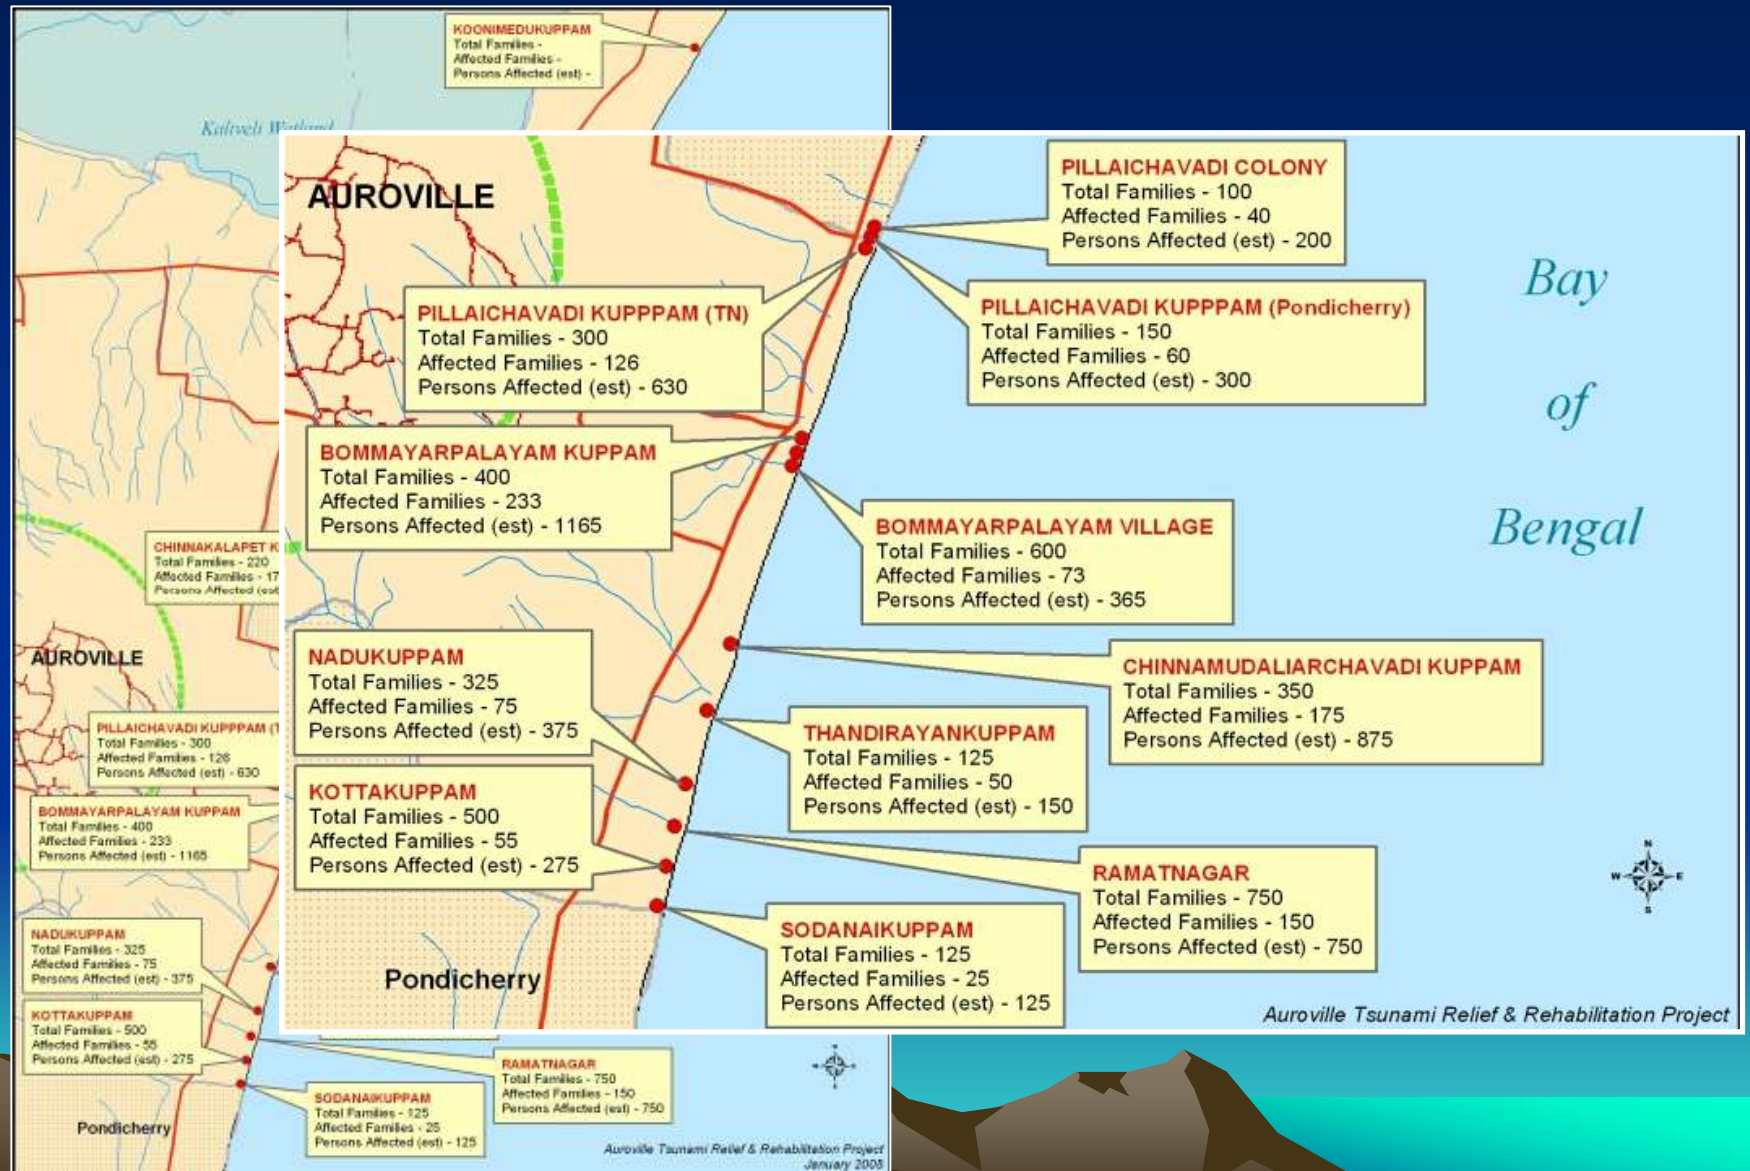 KOONIMEDUKUPPAM
Total Families -
Affected Families -
Persons Affected (est) -
Kaliveli Wetland
CHINNAKALAPET K
Total Families - 220
Affected Families - 17
Persons Affected (est
AUROVILLE
PILLAICHAVADI KUPPPAM (T
Total Families - 300
Affected Families - 126
Persons Affected (est) - 630
BOMMAYARPALAYAM KUPPAM
Total Families - 400
Affected Families - 233
Persons Affected (est) - 1165
NADUKUPPAM
Total Families - 325
Affected Families - 75
Persons Affected (est) - 375
KOTTAKUPPAM
Total Families - 500
Affected Families - 55
Persons Affected (est) - 275
RAMATNAGAR
Total Families - 750
Affected Families - 150
Persons Affected (est) - 750
SODANAIKUPPAM
Total Families - 125
Affected Families - 25
Persons Affected (est) - 125
Pondicherry
Auroville Tsunami Relief & Rehabilitation Project
January 2005
AUROVILLE
PILLAICHAVADI COLONY
Total Families - 100
Affected Families - 40
Persons Affected (est) - 200
PILLAICHAVADI KUPPPAM (TN)
Total Families - 300
Affected Families - 126
Persons Affected (est) - 630
PILLAICHAVADI KUPPPAM (Pondicherry)
Total Families - 150
Affected Families - 60
Persons Affected (est) - 300
Bay
of
Bengal
BOMMAYARPALAYAM KUPPAM
Total Families - 400
Affected Families - 233
Persons Affected (est) - 1165
BOMMAYARPALAYAM VILLAGE
Total Families - 600
Affected Families - 73
Persons Affected (est) - 365
NADUKUPPAM
Total Families - 325
Affected Families - 75
Persons Affected (est) - 375
CHINNAMUDALIARCHAVADI KUPPAM
Total Families - 350
Affected Families - 175
Persons Affected (est) - 875
THANDIRAYANKUPPAM
Total Families - 125
Affected Families - 50
Persons Affected (est) - 150
KOTTAKUPPAM
Total Families - 500
Affected Families - 55
Persons Affected (est) - 275
RAMATNAGAR
Total Families - 750
Affected Families - 150
Persons Affected (est) - 750
SODANAIKUPPAM
Total Families - 125
Affected Families - 25
Persons Affected (est) - 125
Pondicherry
N
W E
S
Auroville Tsunami Relief & Rehabilitation Project